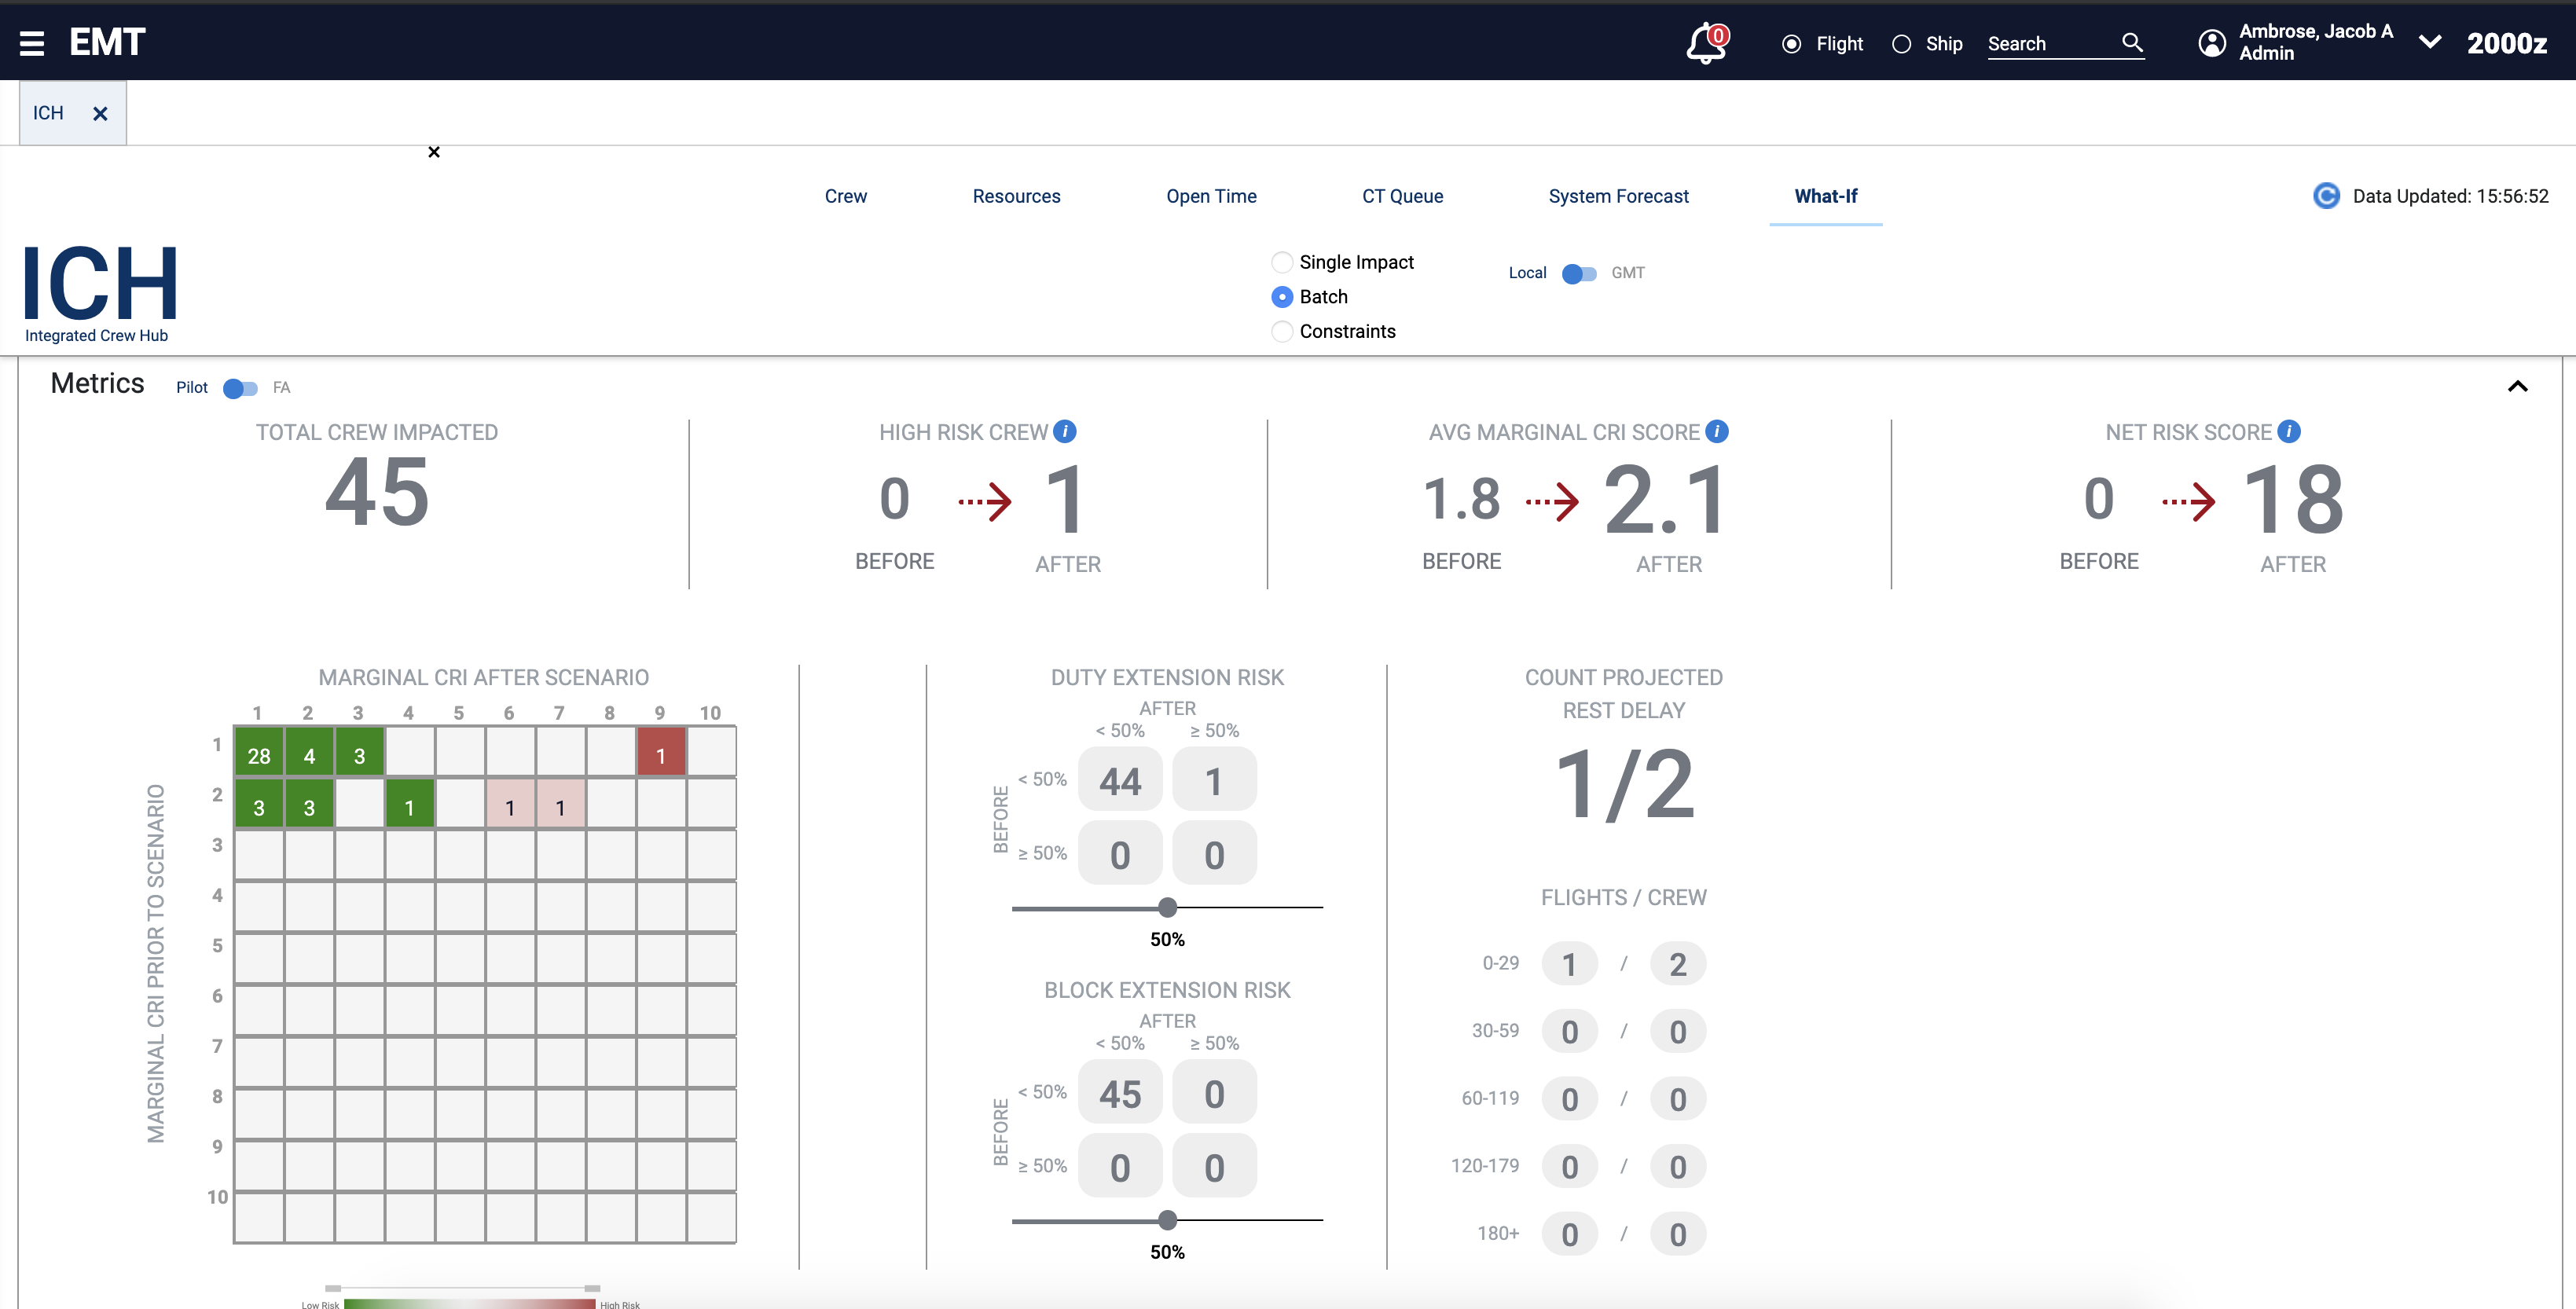 EMT
0
Flight
Ship
Search
Ambrose, Jacob A
Admin
2000z
ICH
Crew
Resources
Open Time
CT Queue
System Forecast
What-If
Data Updated: 15:56:52
ICH
Integrated Crew Hub
Single Impact
Batch
Constraints
Local
GMT
Metrics
Pilot
FA
TOTAL CREW IMPACTED
45
HIGH RISK CREW i
0 1
BEFORE AFTER
AVG MARGINAL CRI SCORE i
1.8 2.1
BEFORE AFTER
NET RISK SCORE i
0 18
BEFORE AFTER
MARGINAL CRI AFTER SCENARIO
1 2 3 4 5 6 7 8 9 10
MARGINAL CRI PRIOR TO SCENARIO
1 28 4 3 1
2 3 3 1 1 1
3
4
5
6
7
8
9
10
Low Risk
High Risk
DUTY EXTENSION RISK
AFTER
< 50% ≥ 50%
BEFORE
< 50% 44 1
≥ 50% 0 0
50%
BLOCK EXTENSION RISK
AFTER
< 50% ≥ 50%
BEFORE
< 50% 45 0
≥ 50% 0 0
50%
COUNT PROJECTED
REST DELAY
1/2
FLIGHTS / CREW
0-29 1 / 2
30-59 0 / 0
60-119 0 / 0
120-179 0 / 0
180+ 0 / 0